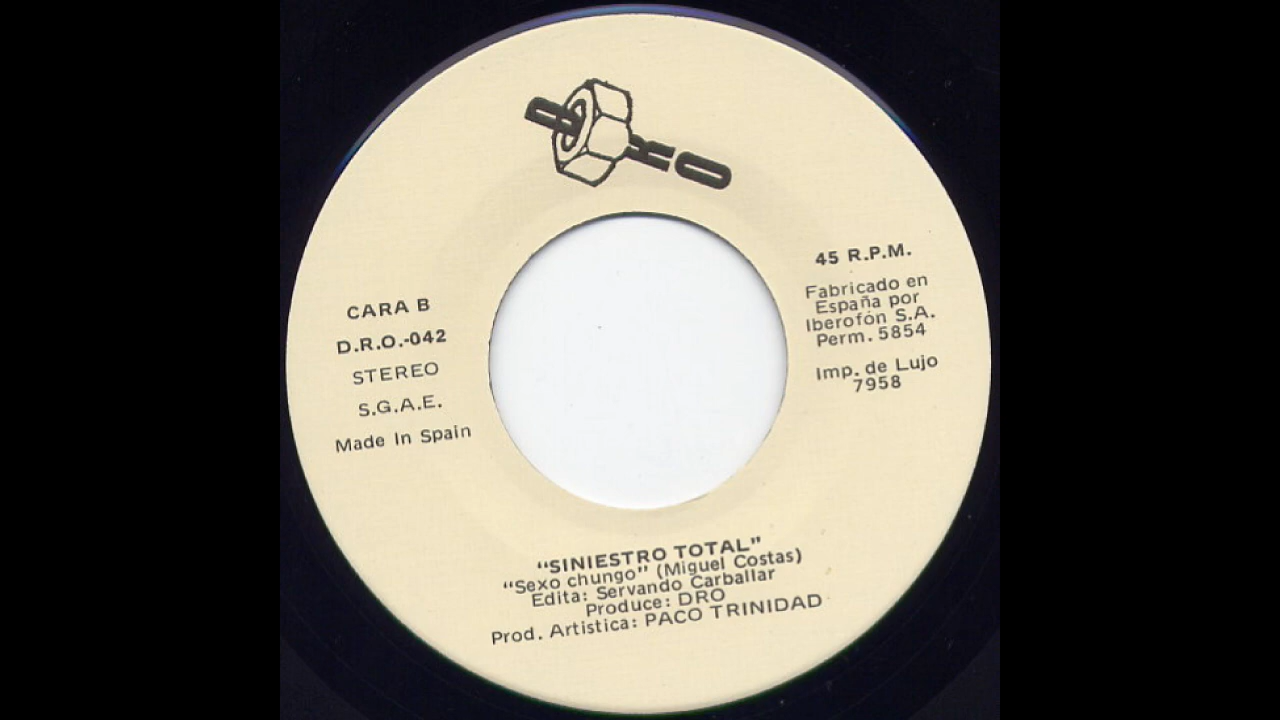 DRO
CARA B
D.R.O.-042
STEREO
S.G.A.E.
Made In Spain
45 R.P.M.
Fabricado en
España por
Iberofón S.A.
Perm. 5854
Imp. de Lujo
7958
“SINIESTRO TOTAL”
“Sexo chungo” (Miguel Costas)
Edita: Servando Carballar
Produce: DRO
Prod. Artistica: PACO TRINIDAD